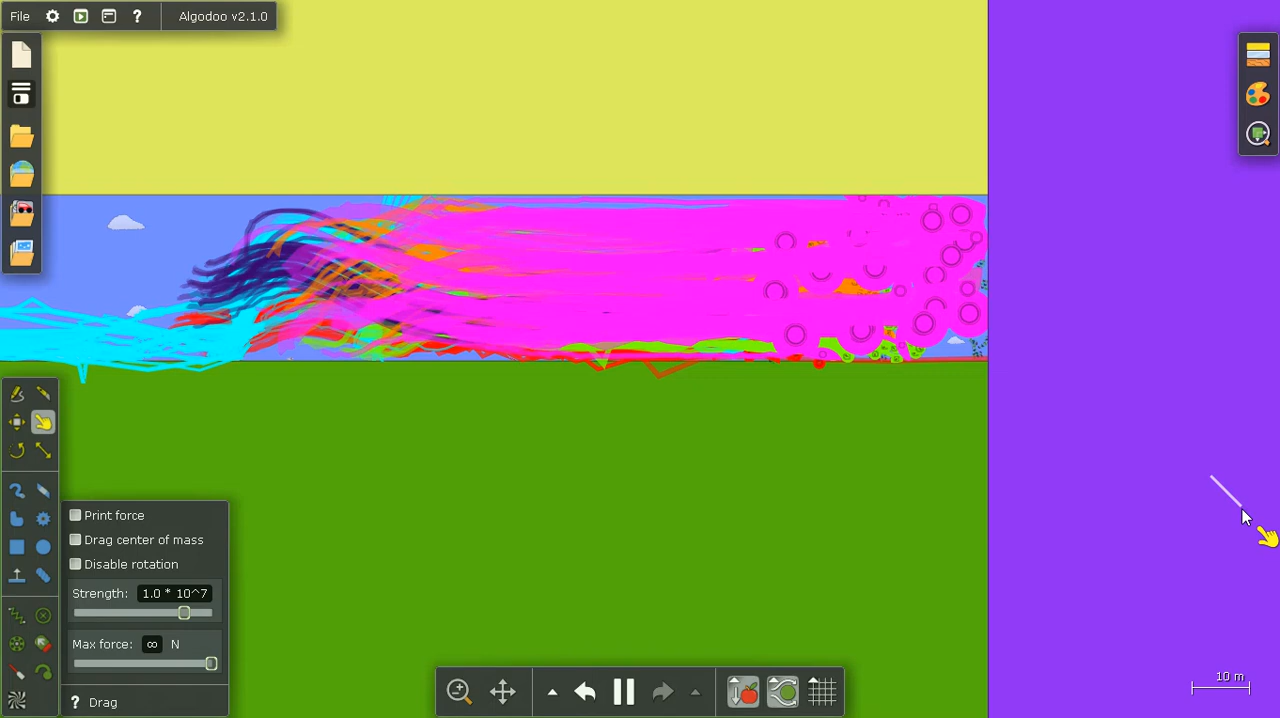 File ? Algodoo v2.1.0
Print force
Drag center of mass
Disable rotation
Strength: 1.0 * 10^7
Max force: ∞ N
? Drag
10 m